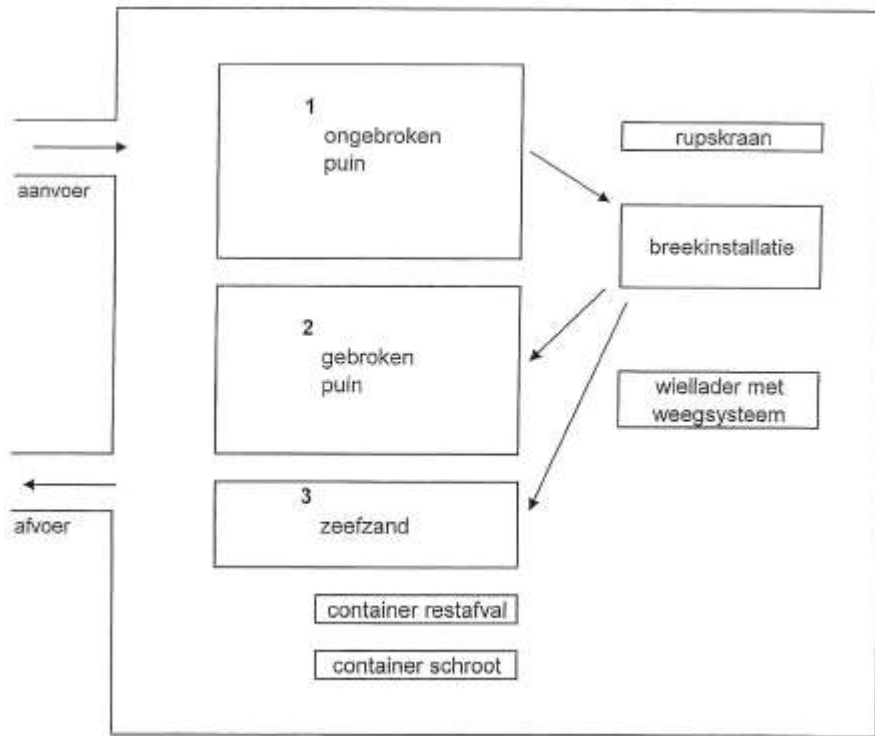 1
ongebroken
puin
rupskraan
aanvoer
breekinstallatie
2
gebroken
puin
wiellader met
weegsysteem
3
zeefzand
afvoer
container restafval
container schroot